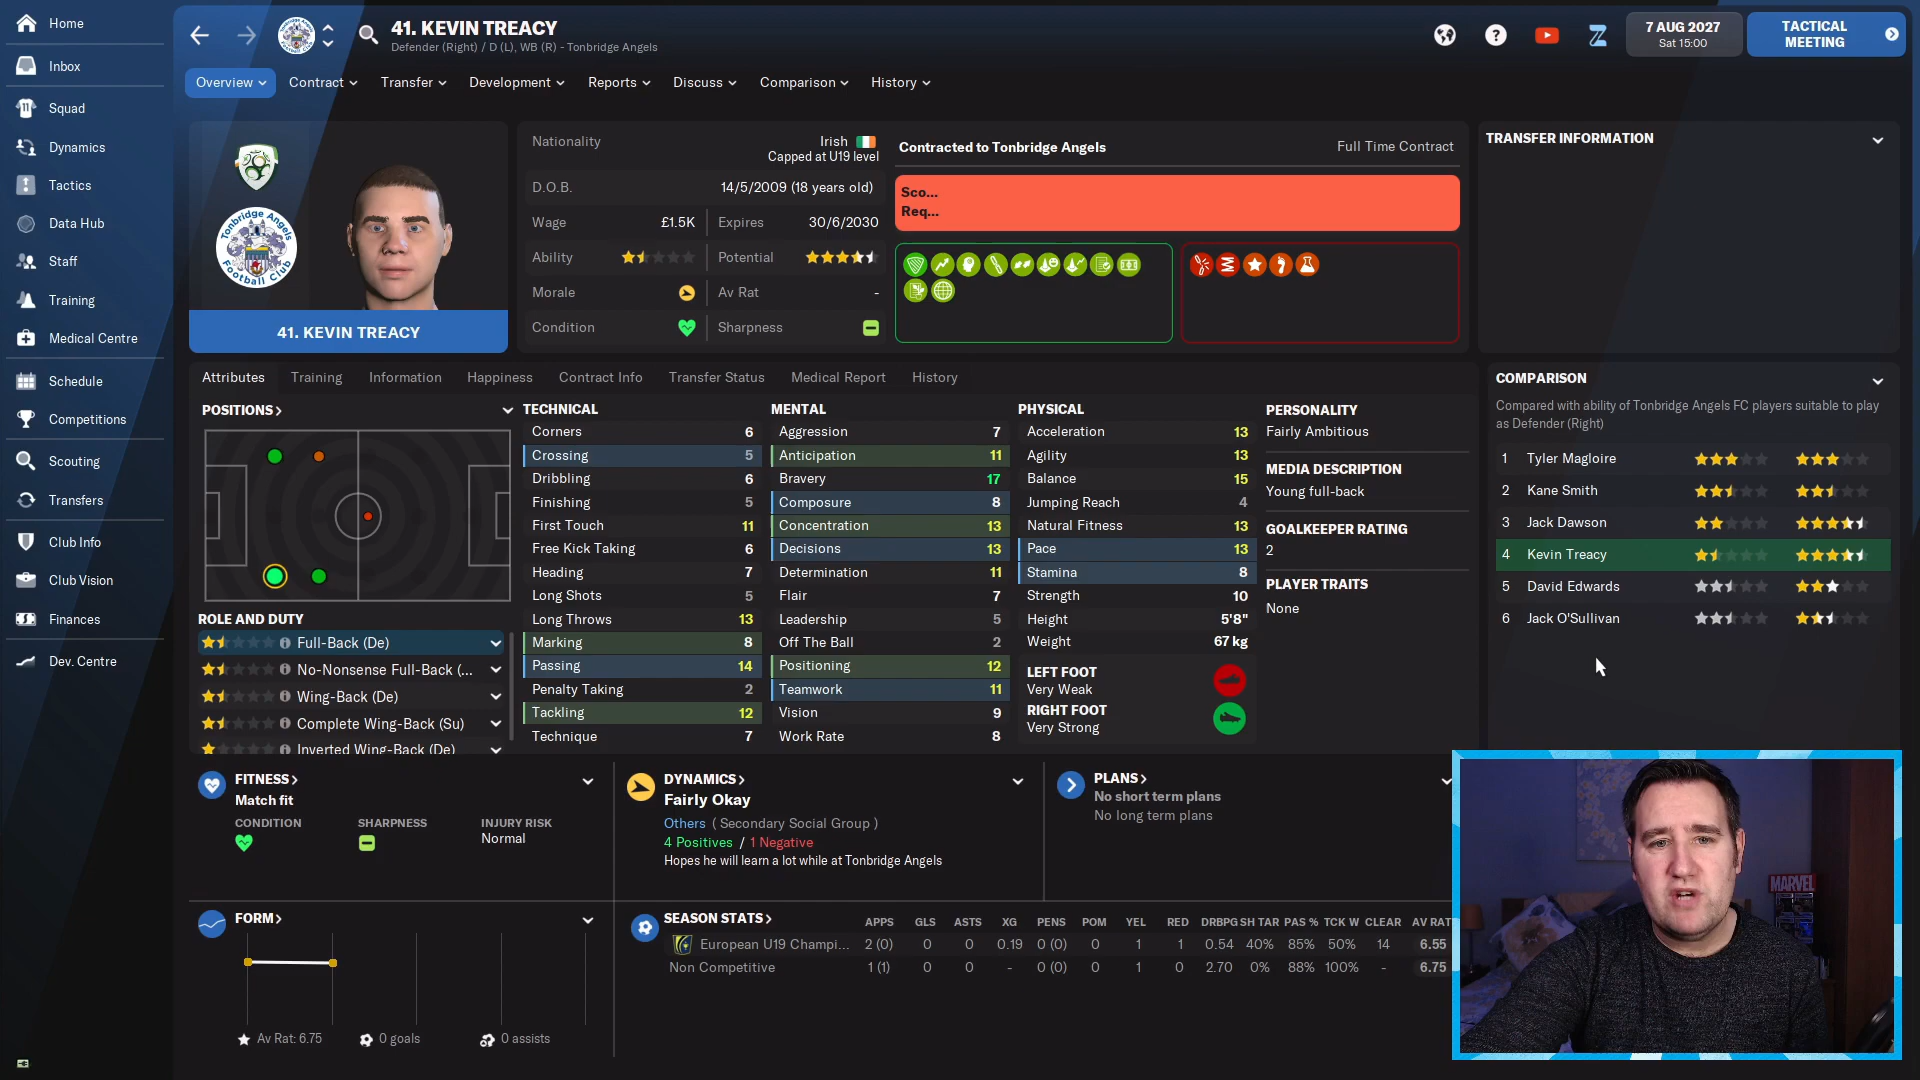 Home
Inbox
Squad
Dynamics
Tactics
Data Hub
Staff
Training
Medical Centre
Schedule
Competitions
Scouting
Transfers
Club Info
Club Vision
Finances
Dev. Centre
41. KEVIN TREACY
Defender (Right) / D (L), WB (R) - Tonbridge Angels
7 AUG 2027
Sat 15:00
TACTICAL MEETING
Overview
Contract
Transfer
Development
Reports
Discuss
Comparison
History
Tonbridge Angels
Football Club
41. KEVIN TREACY
Nationality Irish
Capped at U19 level
D.O.B. 14/5/2009 (18 years old)
Wage £1.5K Expires 30/6/2030
Ability Potential
Morale Av Rat -
Condition Sharpness
Contracted to Tonbridge Angels Full Time Contract
Sco...
Req...
TRANSFER INFORMATION
Attributes Training Information Happiness Contract Info Transfer Status Medical Report History
POSITIONS
ROLE AND DUTY
Full-Back (De)
No-Nonsense Full-Back (...
Wing-Back (De)
Complete Wing-Back (Su)
Inverted Wing-Back (De)
TECHNICAL
Corners 6
Crossing 5
Dribbling 6
Finishing 5
First Touch 11
Free Kick Taking 6
Heading 7
Long Shots 5
Long Throws 13
Marking 8
Passing 14
Penalty Taking 2
Tackling 12
Technique 7
MENTAL
Aggression 7
Anticipation 11
Bravery 17
Composure 8
Concentration 13
Decisions 13
Determination 11
Flair 7
Leadership 5
Off The Ball 2
Positioning 12
Teamwork 11
Vision 9
Work Rate 8
PHYSICAL
Acceleration 13
Agility 13
Balance 15
Jumping Reach 4
Natural Fitness 13
Pace 13
Stamina 8
Strength 10
Height 5'8"
Weight 67 kg
LEFT FOOT
Very Weak
RIGHT FOOT
Very Strong
PERSONALITY
Fairly Ambitious
MEDIA DESCRIPTION
Young full-back
GOALKEEPER RATING
2
PLAYER TRAITS
None
COMPARISON
Compared with ability of Tonbridge Angels FC players suitable to play
as Defender (Right)
1 Tyler Magloire
2 Kane Smith
3 Jack Dawson
4 Kevin Treacy
5 David Edwards
6 Jack O'Sullivan
FITNESS
Match fit
CONDITION SHARPNESS INJURY RISK
Normal
DYNAMICS
Fairly Okay
Others ( Secondary Social Group )
4 Positives / 1 Negative
Hopes he will learn a lot while at Tonbridge Angels
PLANS
No short term plans
No long term plans
FORM
Av Rat: 6.75 0 goals 0 assists
SEASON STATS APPS GLS ASTS XG PENS POM YEL RED DRBPG SH TAR PAS % TCK W CLEAR AV RAT
European U19 Champi... 2 (0) 0 0 0.19 0 (0) 0 1 1 0.54 40% 85% 50% 14 6.55
Non Competitive 1 (1) 0 0 - 0 (0) 0 1 0 2.70 0% 88% 100% - 6.75
MARVEL